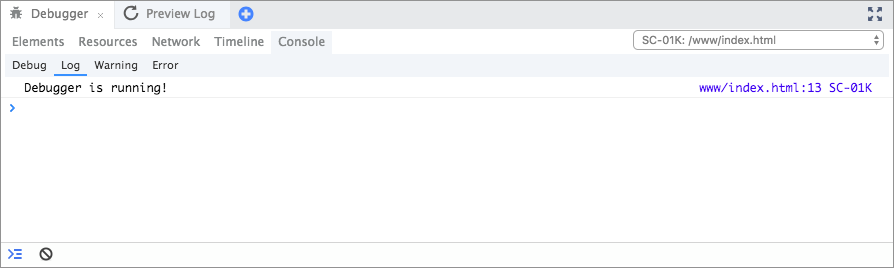 Debugger × Preview Log
Elements Resources Network Timeline Console SC-01K: /www/index.html
Debug Log Warning Error
Debugger is running! www/index.html:13 SC-01K